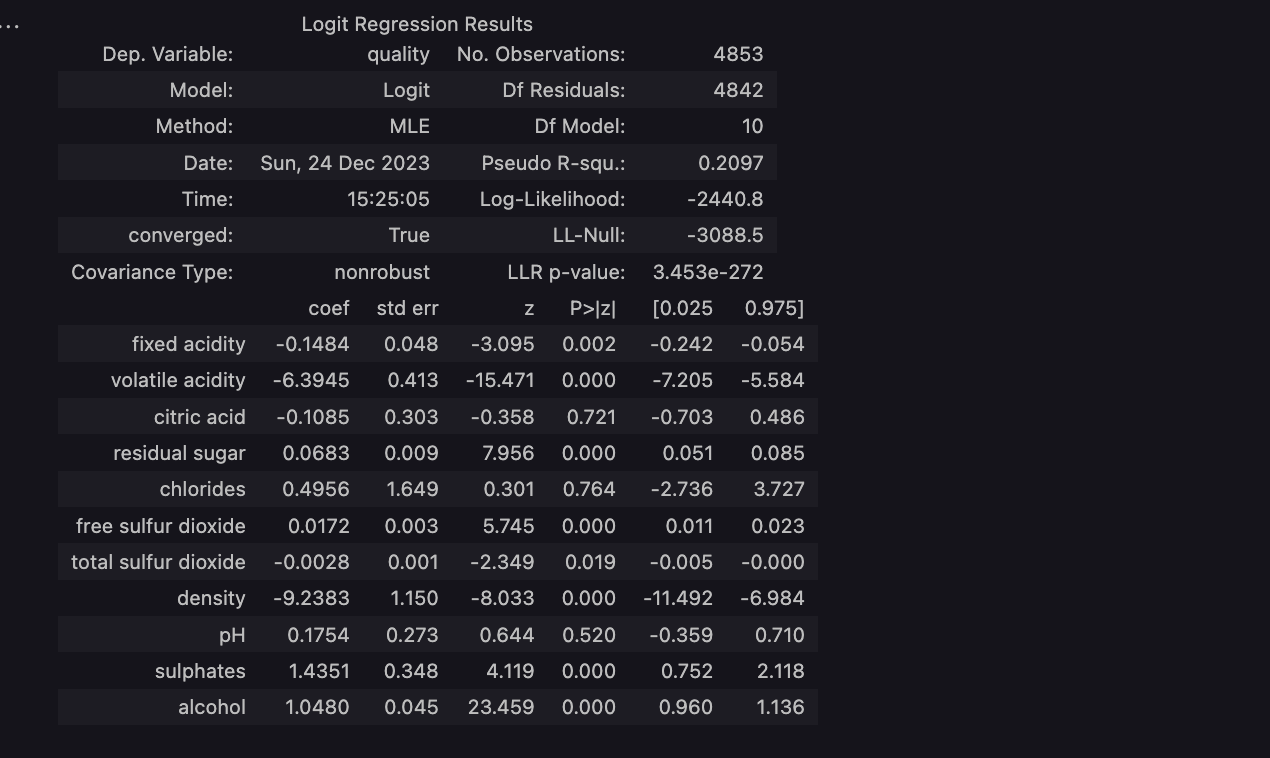 ...
Logit Regression Results
Dep. Variable: quality No. Observations: 4853
Model: Logit Df Residuals: 4842
Method: MLE Df Model: 10
Date: Sun, 24 Dec 2023 Pseudo R-squ.: 0.2097
Time: 15:25:05 Log-Likelihood: -2440.8
converged: True LL-Null: -3088.5
Covariance Type: nonrobust LLR p-value: 3.453e-272
coef std err z P>|z| [0.025 0.975]
fixed acidity -0.1484 0.048 -3.095 0.002 -0.242 -0.054
volatile acidity -6.3945 0.413 -15.471 0.000 -7.205 -5.584
citric acid -0.1085 0.303 -0.358 0.721 -0.703 0.486
residual sugar 0.0683 0.009 7.956 0.000 0.051 0.085
chlorides 0.4956 1.649 0.301 0.764 -2.736 3.727
free sulfur dioxide 0.0172 0.003 5.745 0.000 0.011 0.023
total sulfur dioxide -0.0028 0.001 -2.349 0.019 -0.005 -0.000
density -9.2383 1.150 -8.033 0.000 -11.492 -6.984
pH 0.1754 0.273 0.644 0.520 -0.359 0.710
sulphates 1.4351 0.348 4.119 0.000 0.752 2.118
alcohol 1.0480 0.045 23.459 0.000 0.960 1.136